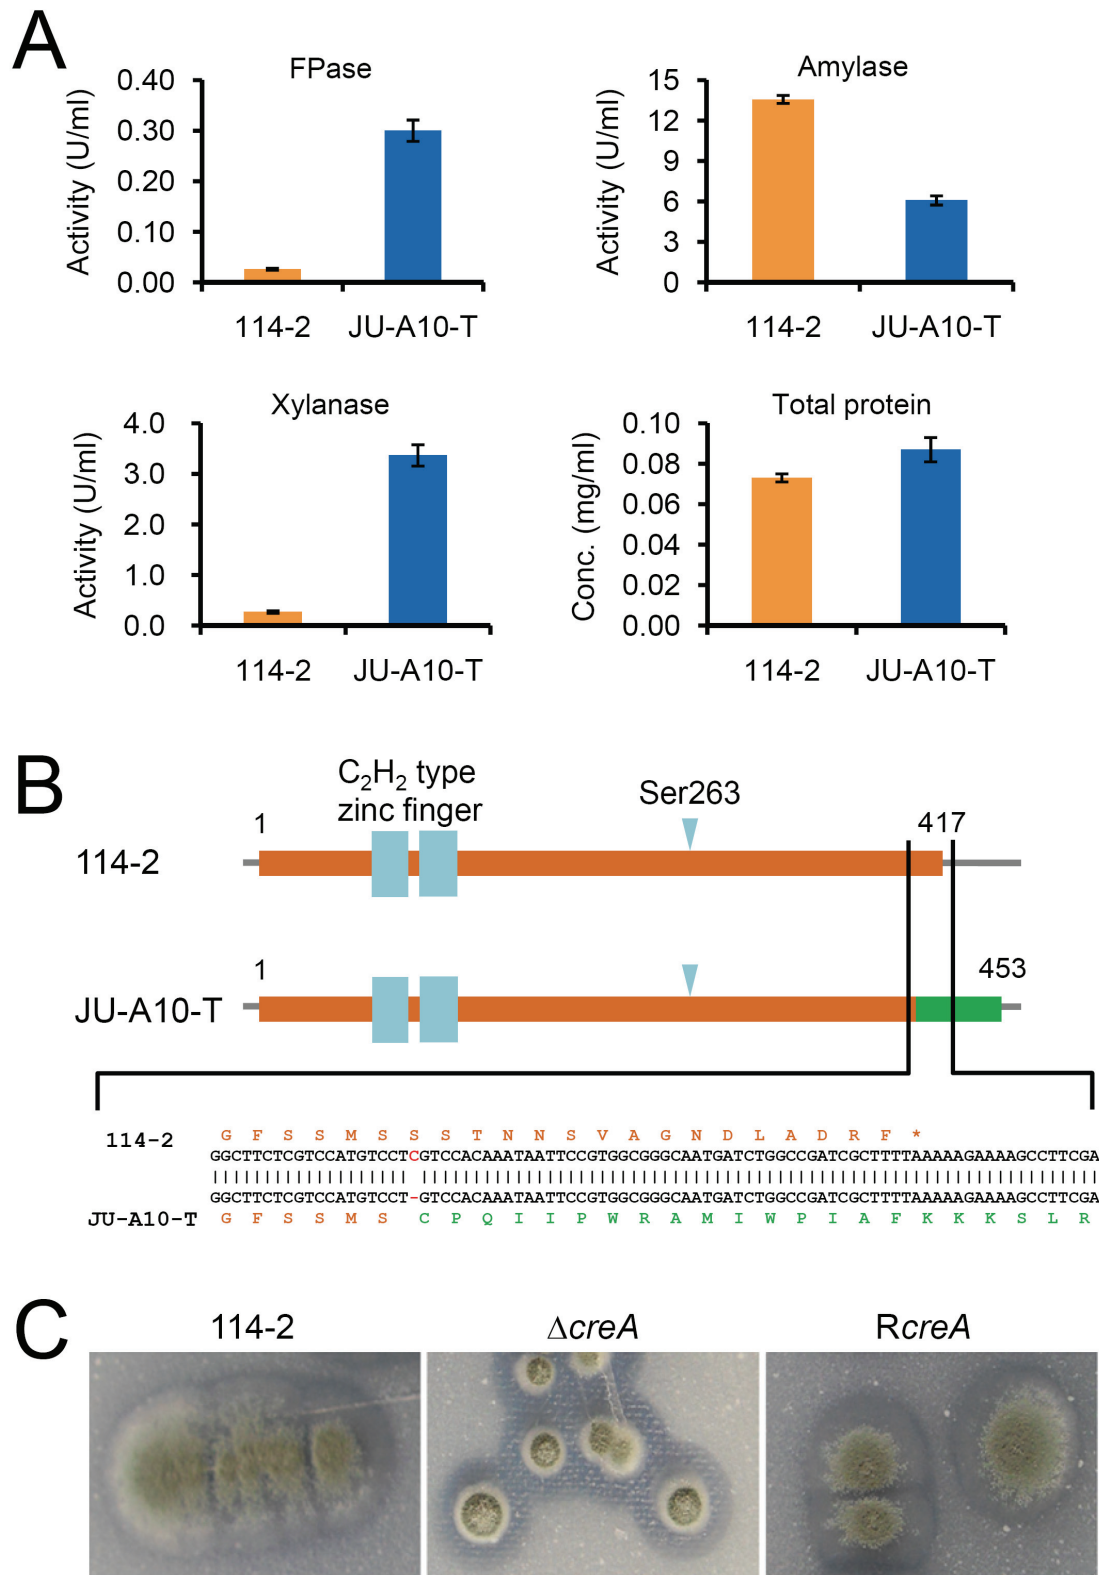 A
FPase
Activity (U/ml)
0.40
0.30
0.20
0.10
0.00
114-2 JU-A10-T
Amylase
Activity (U/ml)
15
12
9
6
3
0
114-2 JU-A10-T
Xylanase
Activity (U/ml)
4.0
3.0
2.0
1.0
0.0
114-2 JU-A10-T
Total protein
Conc. (mg/ml)
0.10
0.08
0.06
0.04
0.02
0.00
114-2 JU-A10-T
B
C₂H₂ type
zinc finger
Ser263
1
417
114-2
1
453
JU-A10-T
114-2 G F S S M S S S T N N S V A G N D L A D R F *
GGCTTCTCGTCCATGTCCTCGTCCACAAATAATTCCGTGGCGGGCAATGATCTGGCCGATCGCTTTTAAAAAGAAAAGCCTTCGA
GGCTTCTCGTCCATGTCCT-GTCCACAAATAATTCCGTGGCGGGCAATGATCTGGCCGATCGCTTTTAAAAAGAAAAGCCTTCGA
JU-A10-T G F S S M S C P Q I I P W R A M I W P I A F K K K S L R
C
114-2
ΔcreA
RcreA